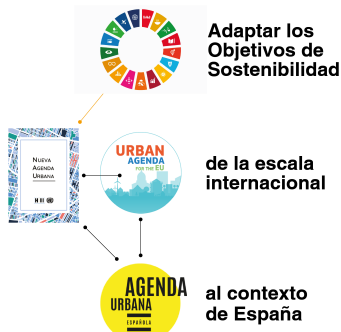 Adaptar los
Objetivos de
Sostenibilidad
NUEVA
AGENDA
URBANA
URBAN
AGENDA
FOR THE EU
de la escala
internacional
AGENDA
URBANA
ESPAÑOLA
al contexto
de España